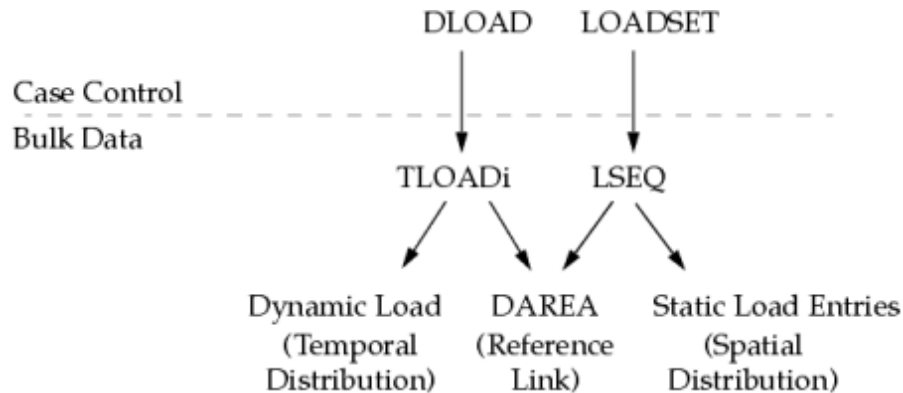 DLOAD LOADSET
Case Control
Bulk Data
TLOADi LSEQ
Dynamic Load DAREA Static Load Entries
(Temporal (Reference (Spatial
Distribution) Link) Distribution)